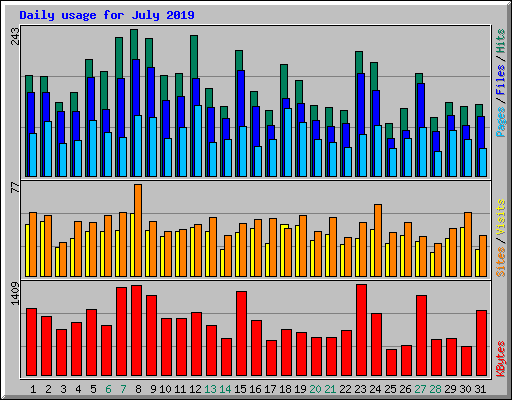 Daily usage for July 2019
243
Pages / Files / Hits
77
Sites / Visits
1409
KBytes
1 2 3 4 5 6 7 8 9 10 11 12 13 14 15 16 17 18 19 20 21 22 23 24 25 26 27 28 29 30 31